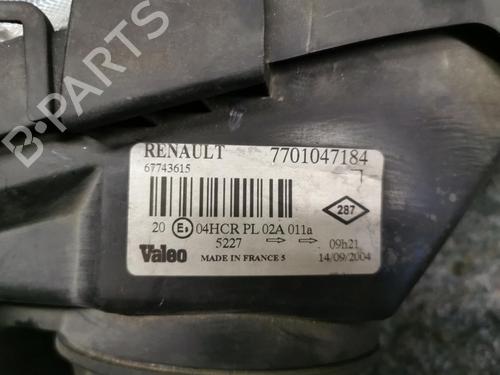 B-PARTS
RENAULT 7701047184
67743615
287
20 E 04HCR PL 02A 011a
5227 09h21
Valeo MADE IN FRANCE 5 14/09/2004